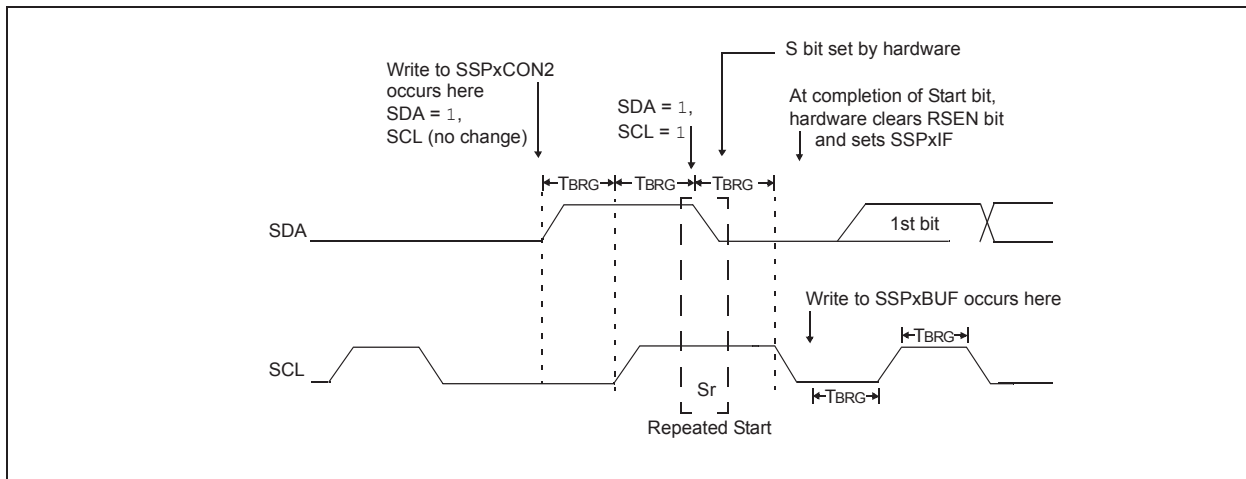 S bit set by hardware
Write to SSPxCON2
occurs here
SDA = 1,
SCL (no change)
SDA = 1,
SCL = 1
At completion of Start bit,
hardware clears RSEN bit
and sets SSPxIF
TBRG
TBRG
TBRG
SDA
1st bit
Write to SSPxBUF occurs here
TBRG
SCL
TBRG
Sr
Repeated Start